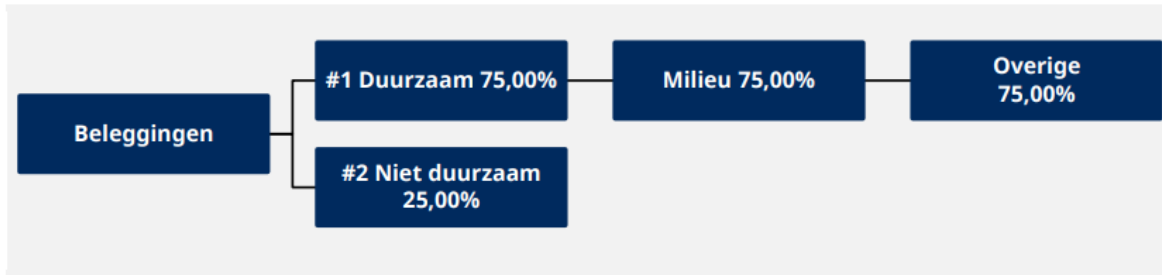 Beleggingen
#1 Duurzaam 75,00%
Milieu 75,00%
Overige
75,00%
#2 Niet duurzaam
25,00%